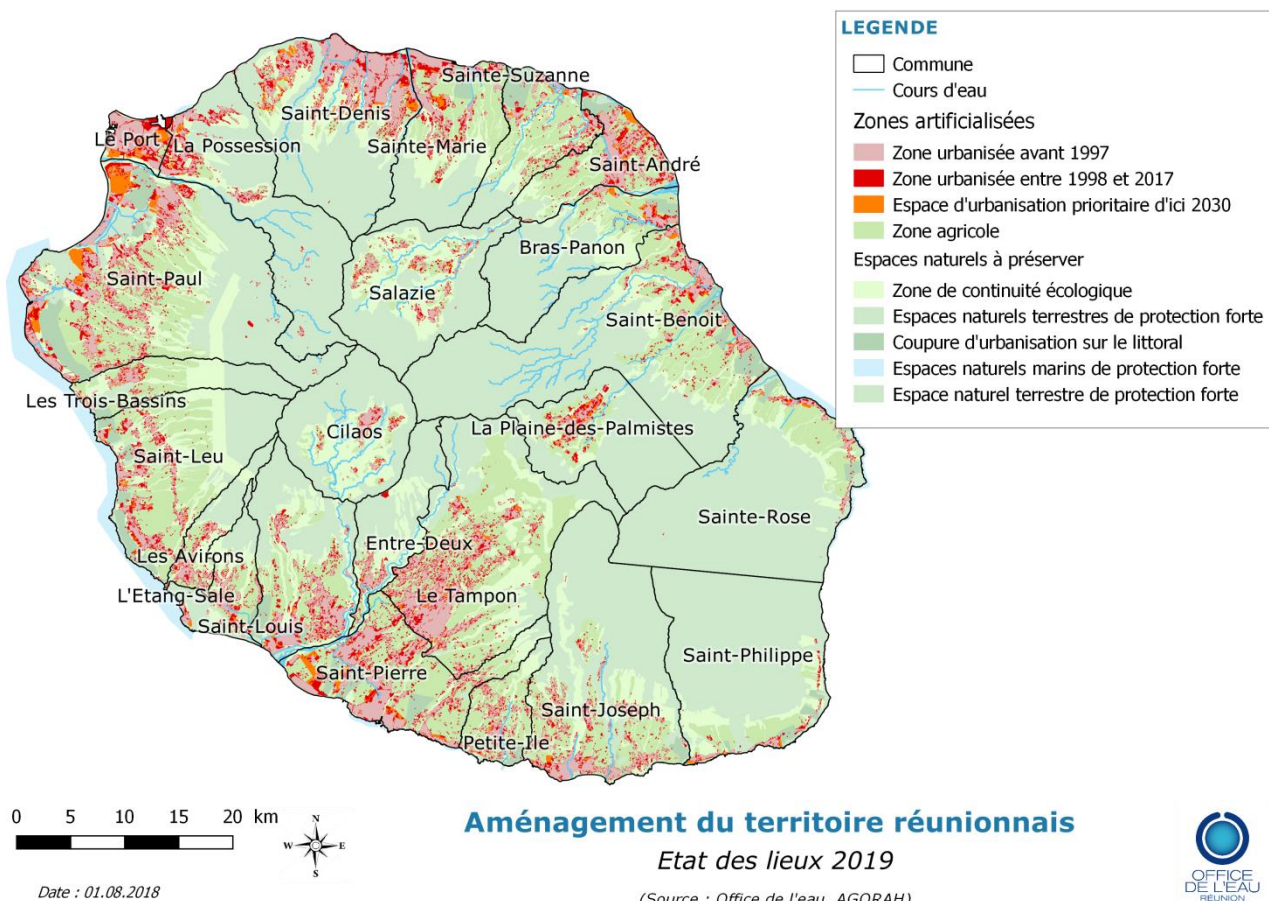 LEGENDE
Commune
Cours d'eau
Zones artificialisées
Zone urbanisée avant 1997
Zone urbanisée entre 1998 et 2017
Espace d'urbanisation prioritaire d'ici 2030
Zone agricole
Espaces naturels à préserver
Zone de continuité écologique
Espaces naturels terrestres de protection forte
Coupure d'urbanisation sur le littoral
Espaces naturels marins de protection forte
Espace naturel terrestre de protection forte
Sainte-Suzanne
Saint-Denis
Le Port
La Possession
Sainte-Marie
Saint-André
Bras-Panon
Saint-Paul
Salazie
Saint-Benoit
Les Trois-Bassins
Cilaos
La Plaine-des-Palmistes
Saint-Leu
Sainte-Rose
Les Avirons
Entre-Deux
L'Etang-Sale
Le Tampon
Saint-Louis
Saint-Pierre
Saint-Philippe
Saint-Joseph
Petite-Ile
0 5 10 15 20 km
N
W E
S
Date : 01.08.2018
Aménagement du territoire réunionnais
Etat des lieux 2019
(Source : Office de l'eau, AGORAH)
OFFICE
DE L'EAU
RÉUNION